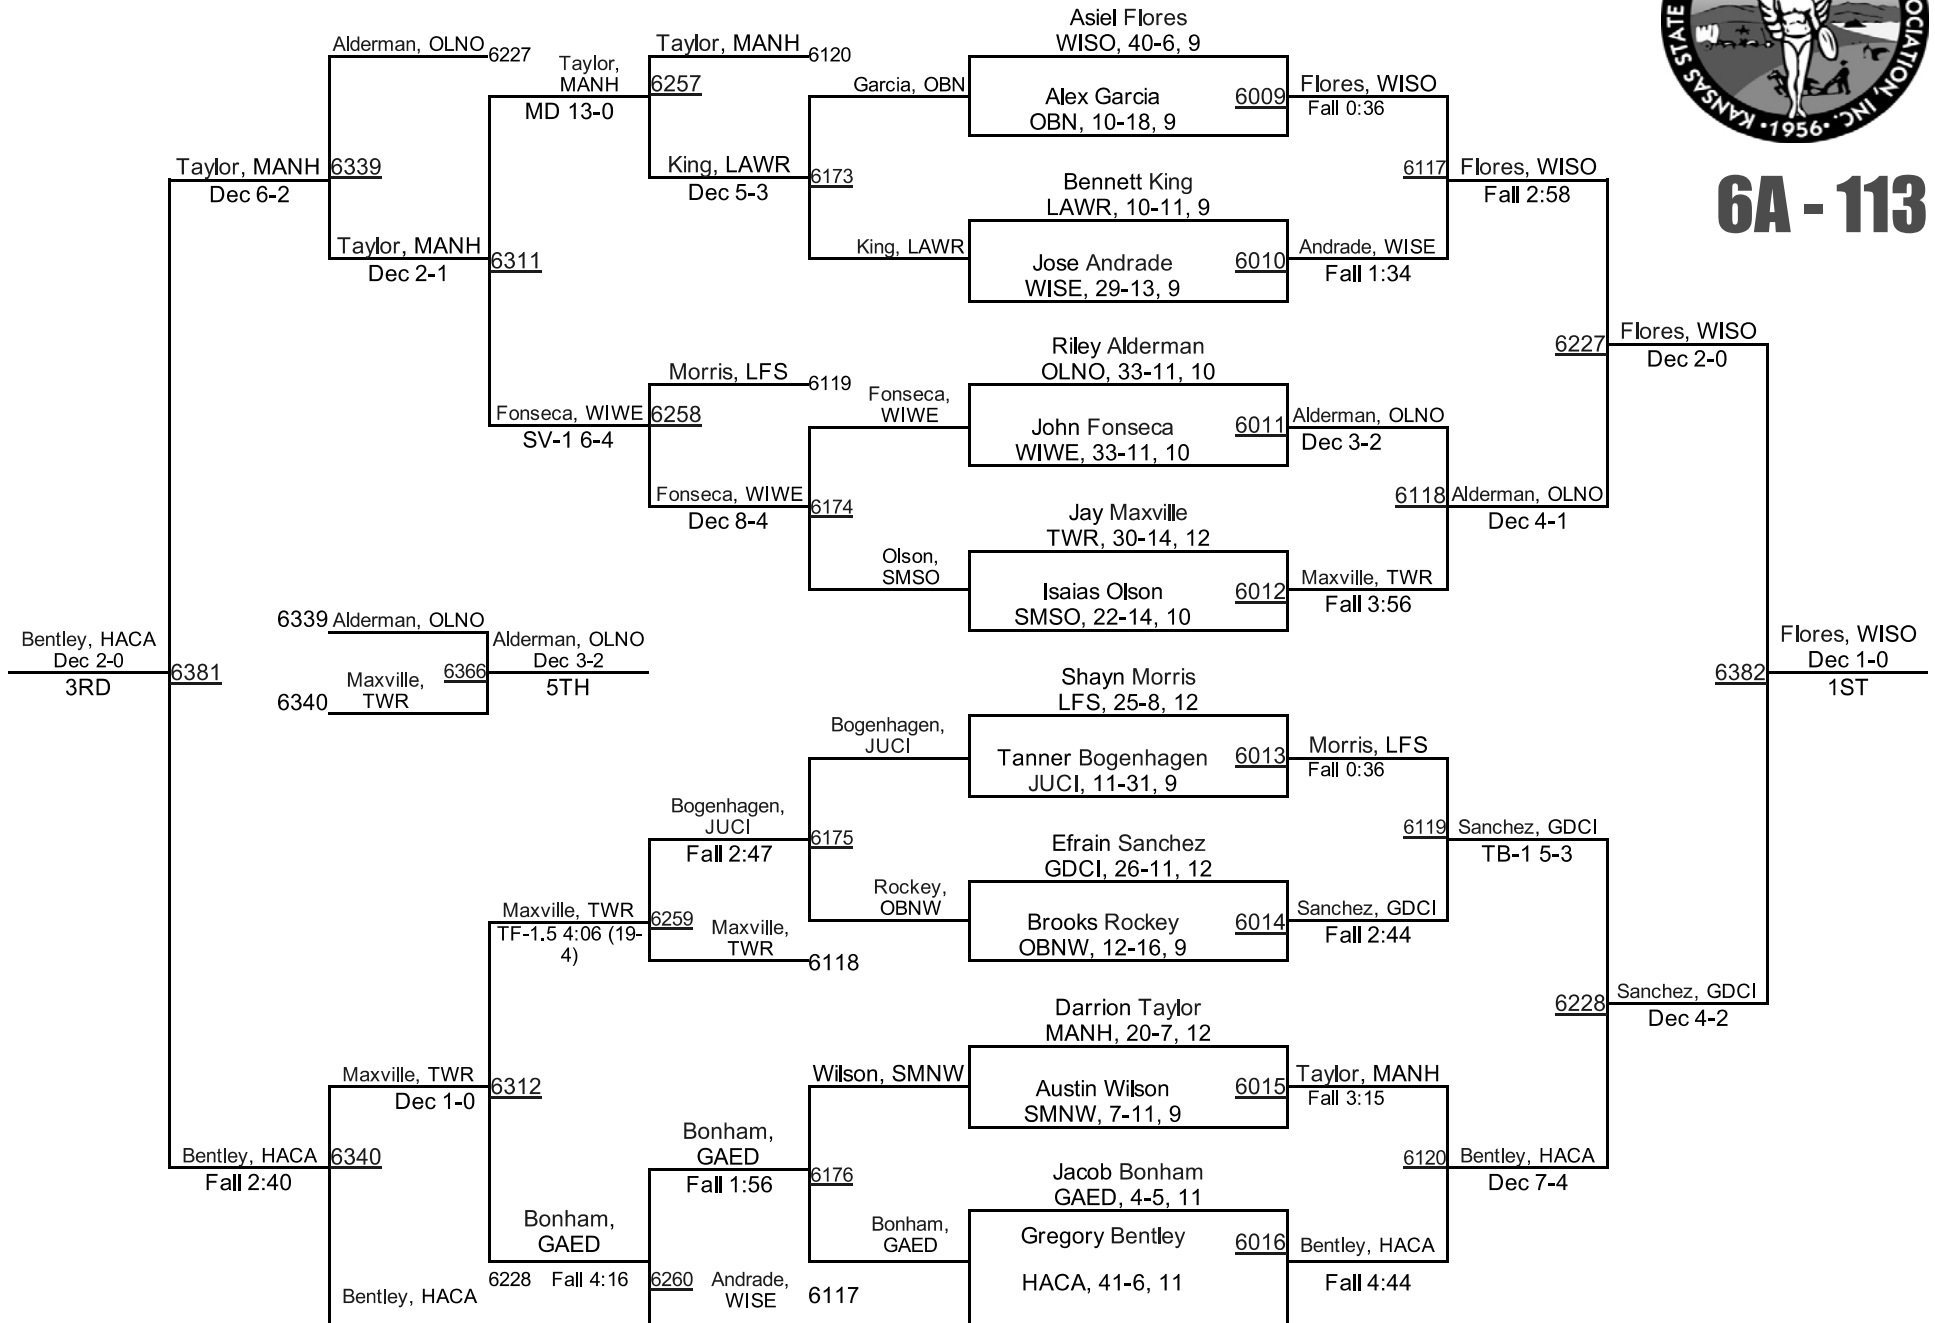 KANSAS STATE
OCIATION, INC.
•1956•
6A - 113
Asiel Flores
WISO, 40-6, 9
Alex Garcia
OBN, 10-18, 9
6009
Bennett King
LAWR, 10-11, 9
Jose Andrade
WISE, 29-13, 9
6010
Riley Alderman
OLNO, 33-11, 10
John Fonseca
WIWE, 33-11, 10
6011
Jay Maxville
TWR, 30-14, 12
Isaias Olson
SMSO, 22-14, 10
6012
Shayn Morris
LFS, 25-8, 12
Tanner Bogenhagen
JUCI, 11-31, 9
6013
Efrain Sanchez
GDCI, 26-11, 12
Brooks Rockey
OBNW, 12-16, 9
6014
Darrion Taylor
MANH, 20-7, 12
Austin Wilson
SMNW, 7-11, 9
6015
Jacob Bonham
GAED, 4-5, 11
Gregory Bentley
HACA, 41-6, 11
6016
Flores, WISO
Fall 0:36
6117
Andrade, WISE
Fall 1:34
Alderman, OLNO
Dec 3-2
6118
Maxville, TWR
Fall 3:56
Morris, LFS
Fall 0:36
6119
Sanchez, GDCI
Fall 2:44
Taylor, MANH
Fall 3:15
6120
Bentley, HACA
Fall 4:44
Flores, WISO
Fall 2:58
6227
Alderman, OLNO
Dec 4-1
Sanchez, GDCI
TB-1 5-3
6228
Bentley, HACA
Dec 7-4
Flores, WISO
Dec 2-0
6382
Sanchez, GDCI
Dec 4-2
Flores, WISO
Dec 1-0
1ST
Garcia, OBN
6173
King, LAWR
Fonseca,
WIWE
6174
Olson,
SMSO
Bogenhagen,
JUCI
6175
Rockey,
OBNW
Wilson, SMNW
6176
Bonham,
GAED
Taylor, MANH
6120
6257
King, LAWR
Dec 5-3
Morris, LFS
6119
6258
Fonseca, WIWE
Dec 8-4
Bogenhagen,
JUCI
Fall 2:47
6259
Maxville,
TWR
6118
Bonham,
GAED
Fall 1:56
6260
Andrade,
WISE
6117
Taylor,
MANH
MD 13-0
6311
Fonseca, WIWE
SV-1 6-4
Maxville, TWR
TF-1.5 4:06 (19-
4)
6312
Bonham,
GAED
Fall 4:16
Alderman, OLNO
6227
6339
Taylor, MANH
Dec 2-1
Maxville, TWR
Dec 1-0
6340
Bentley, HACA
6228
Taylor, MANH
Dec 6-2
6381
Bentley, HACA
Fall 2:40
Bentley, HACA
Dec 2-0
3RD
6339
Alderman, OLNO
6340
Maxville,
TWR
6366
Alderman, OLNO
Dec 3-2
5TH